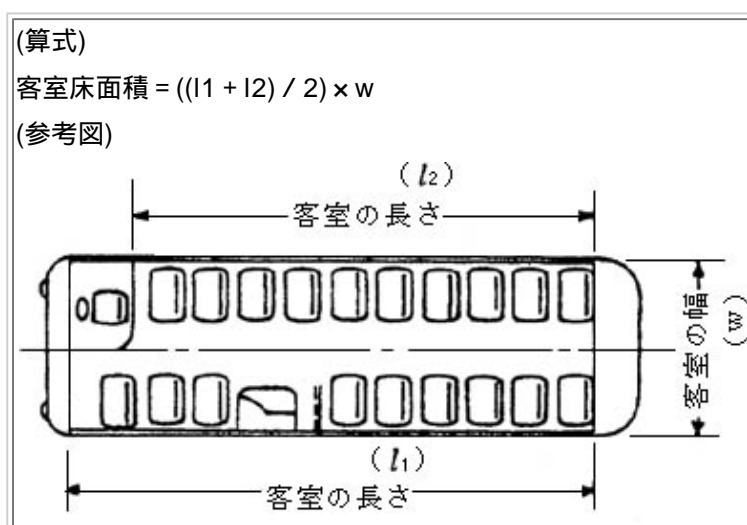 (算式)
客室床面積 = ((l1 + l2) / 2) × w
(参考図)
(l2)
客室の長さ
客室の幅
(w)
(l1)
客室の長さ